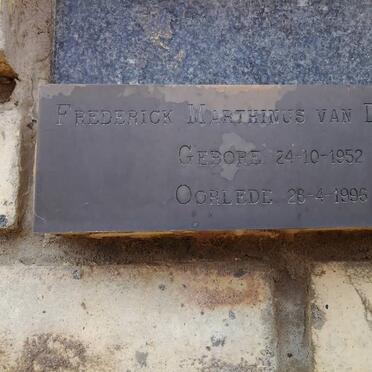 FREDERICK MARTHINUS VAN
GEBORE 24-10-1952
OORLEDE 28-4-1996